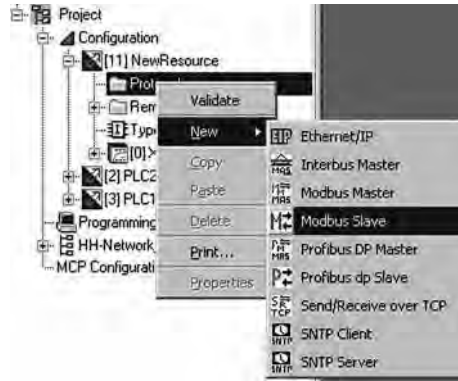 Project
Configuration
[11] NewResource
Prot
Validate
Rem
Type
New
Ethernet/IP
[0]
Interbus Master
Copy
[2] PLC2
Paste
Modbus Master
[3] PLC1
Delete
Modbus Slave
Programming
HH-Network
Print...
Profibus DP Master
MCP Configurati
Properties
Profibus dp Slave
Send/Receive over TCP
SNTP Client
SNTP Server